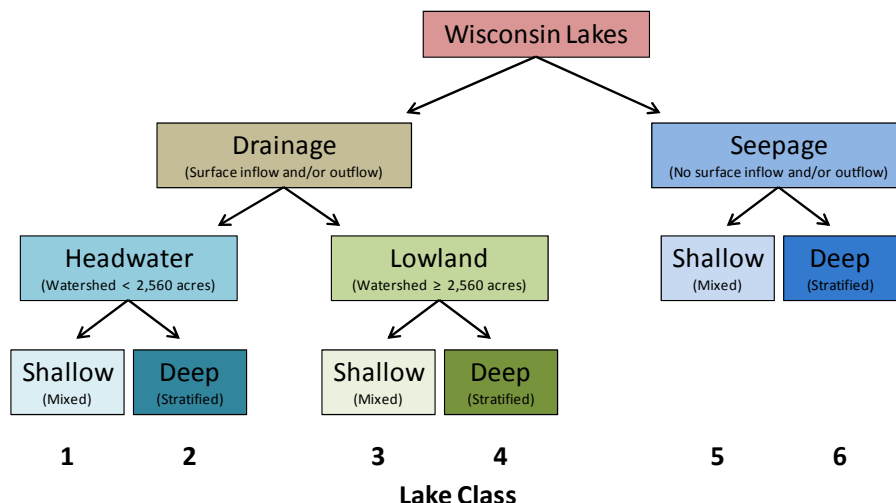 Wisconsin Lakes
Drainage
(Surface inflow and/or outflow)
Seepage
(No surface inflow and/or outflow)
Headwater
(Watershed < 2,560 acres)
Lowland
(Watershed ≥ 2,560 acres)
Shallow
(Mixed)
Deep
(Stratified)
Shallow
(Mixed)
Deep
(Stratified)
Shallow
(Mixed)
Deep
(Stratified)
1 2 3 4 5 6
Lake Class